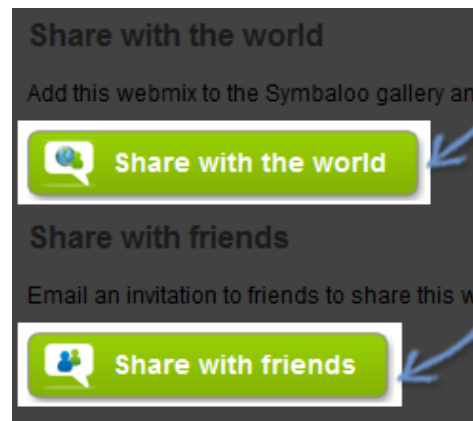 Share with the world
Add this webmix to the Symbaloo gallery an
Share with the world
Share with friends
Email an invitation to friends to share this w
Share with friends